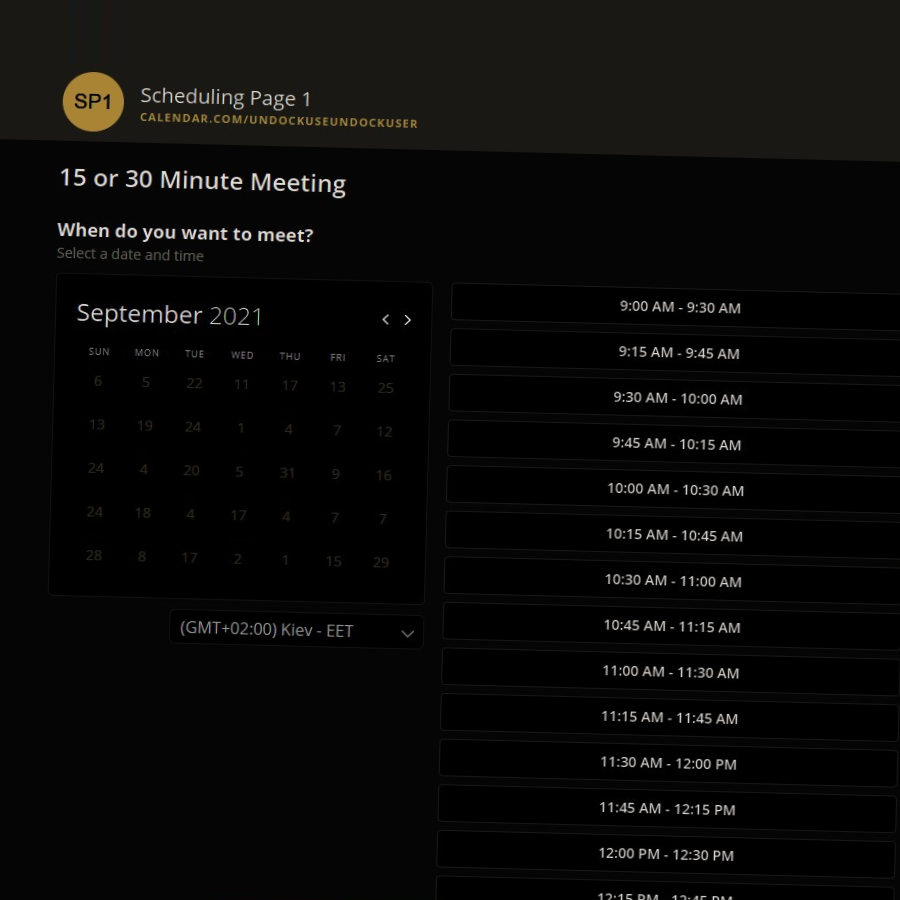 SP1
Scheduling Page 1
CALENDAR.COM/UNDOCKUSEUNDOCKUSER
15 or 30 Minute Meeting
When do you want to meet?
Select a date and time
September 2021
SUN MON TUE WED THU FRI SAT
6 5 22 11 17 13 25
13 19 24 1 4 7 12
24 4 20 5 31 9 16
24 18 4 17 4 7 7
28 8 17 2 1 15 29
(GMT+02:00) Kiev - EET
9:00 AM - 9:30 AM
9:15 AM - 9:45 AM
9:30 AM - 10:00 AM
9:45 AM - 10:15 AM
10:00 AM - 10:30 AM
10:15 AM - 10:45 AM
10:30 AM - 11:00 AM
10:45 AM - 11:15 AM
11:00 AM - 11:30 AM
11:15 AM - 11:45 AM
11:30 AM - 12:00 PM
11:45 AM - 12:15 PM
12:00 PM - 12:30 PM
12:15 PM - 12:45 PM